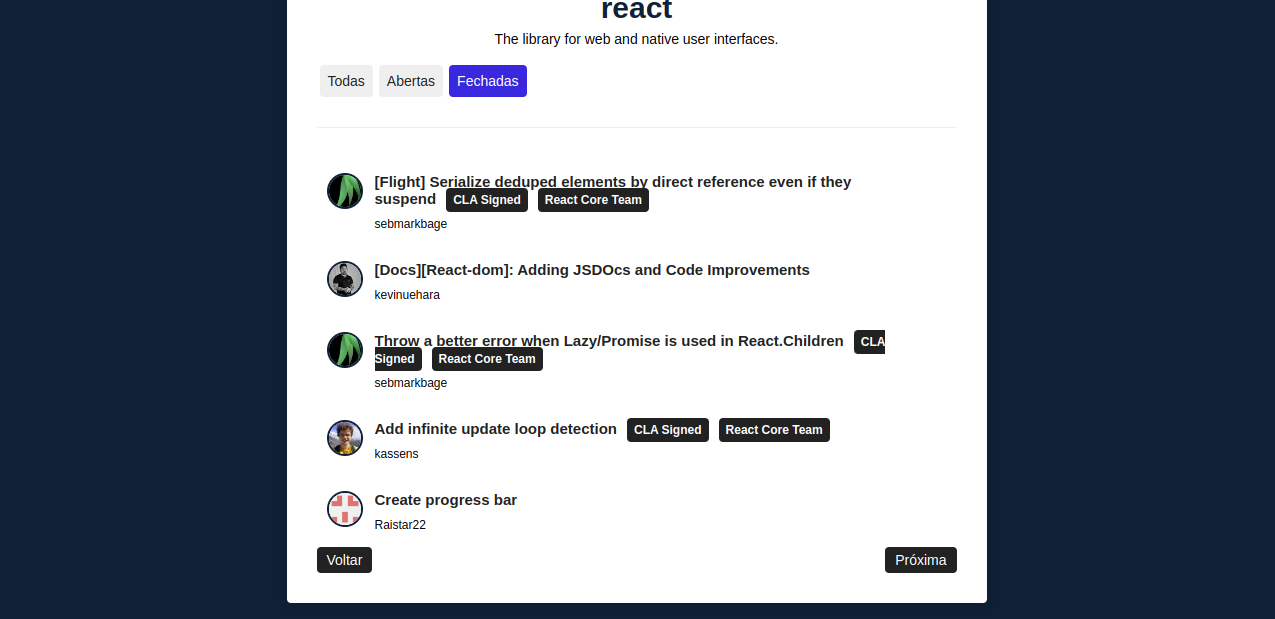 react
The library for web and native user interfaces.
Todas Abertas Fechadas
[Flight] Serialize deduped elements by direct reference even if they
suspend CLA Signed React Core Team
sebmarkbage
[Docs][React-dom]: Adding JSDOcs and Code Improvements
kevinuehara
Throw a better error when Lazy/Promise is used in React.Children CLA
Signed React Core Team
sebmarkbage
Add infinite update loop detection CLA Signed React Core Team
kassens
Create progress bar
Raistar22
Voltar Próxima